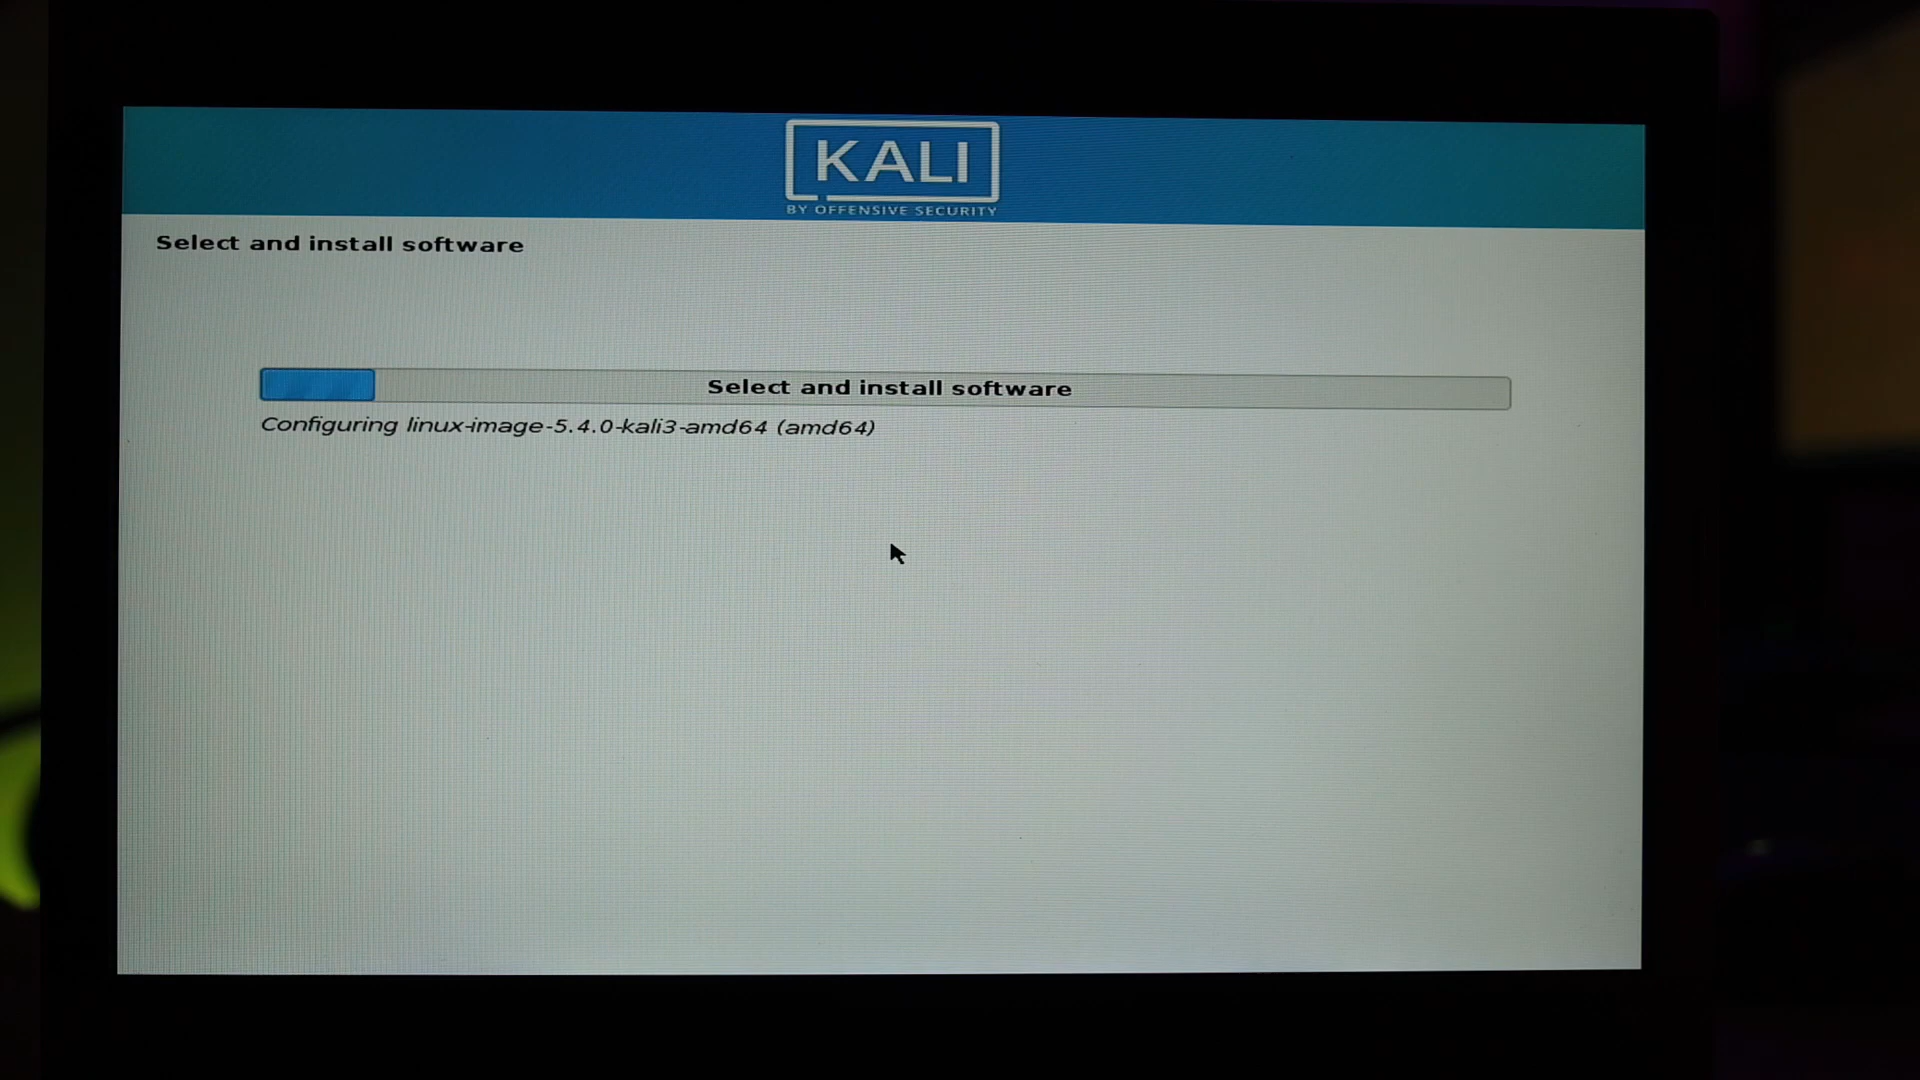 KALI
BY OFFENSIVE SECURITY
Select and install software
Select and install software
Configuring linux-image-5.4.0-kali3-amd64 (amd64)